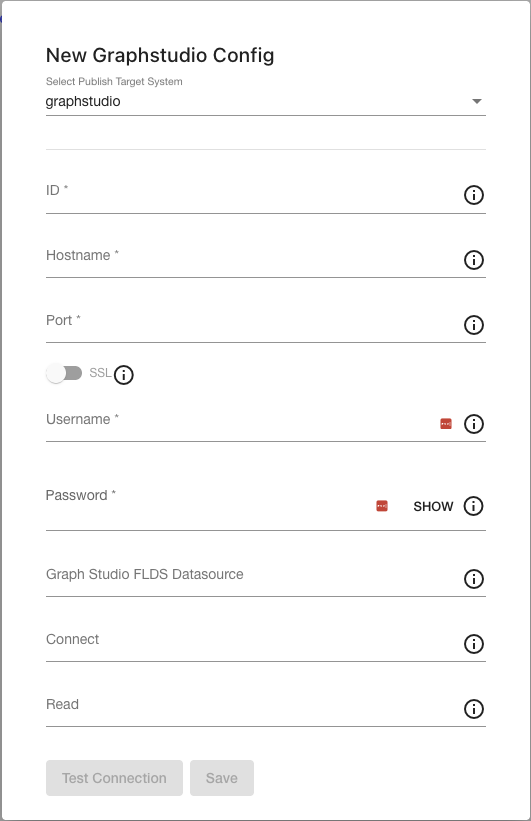 New Graphstudio Config
Select Publish Target System
graphstudio
ID *
Hostname *
Port *
SSL
Username *
Password *
SHOW
Graph Studio FLDS Datasource
Connect
Read
Test Connection
Save